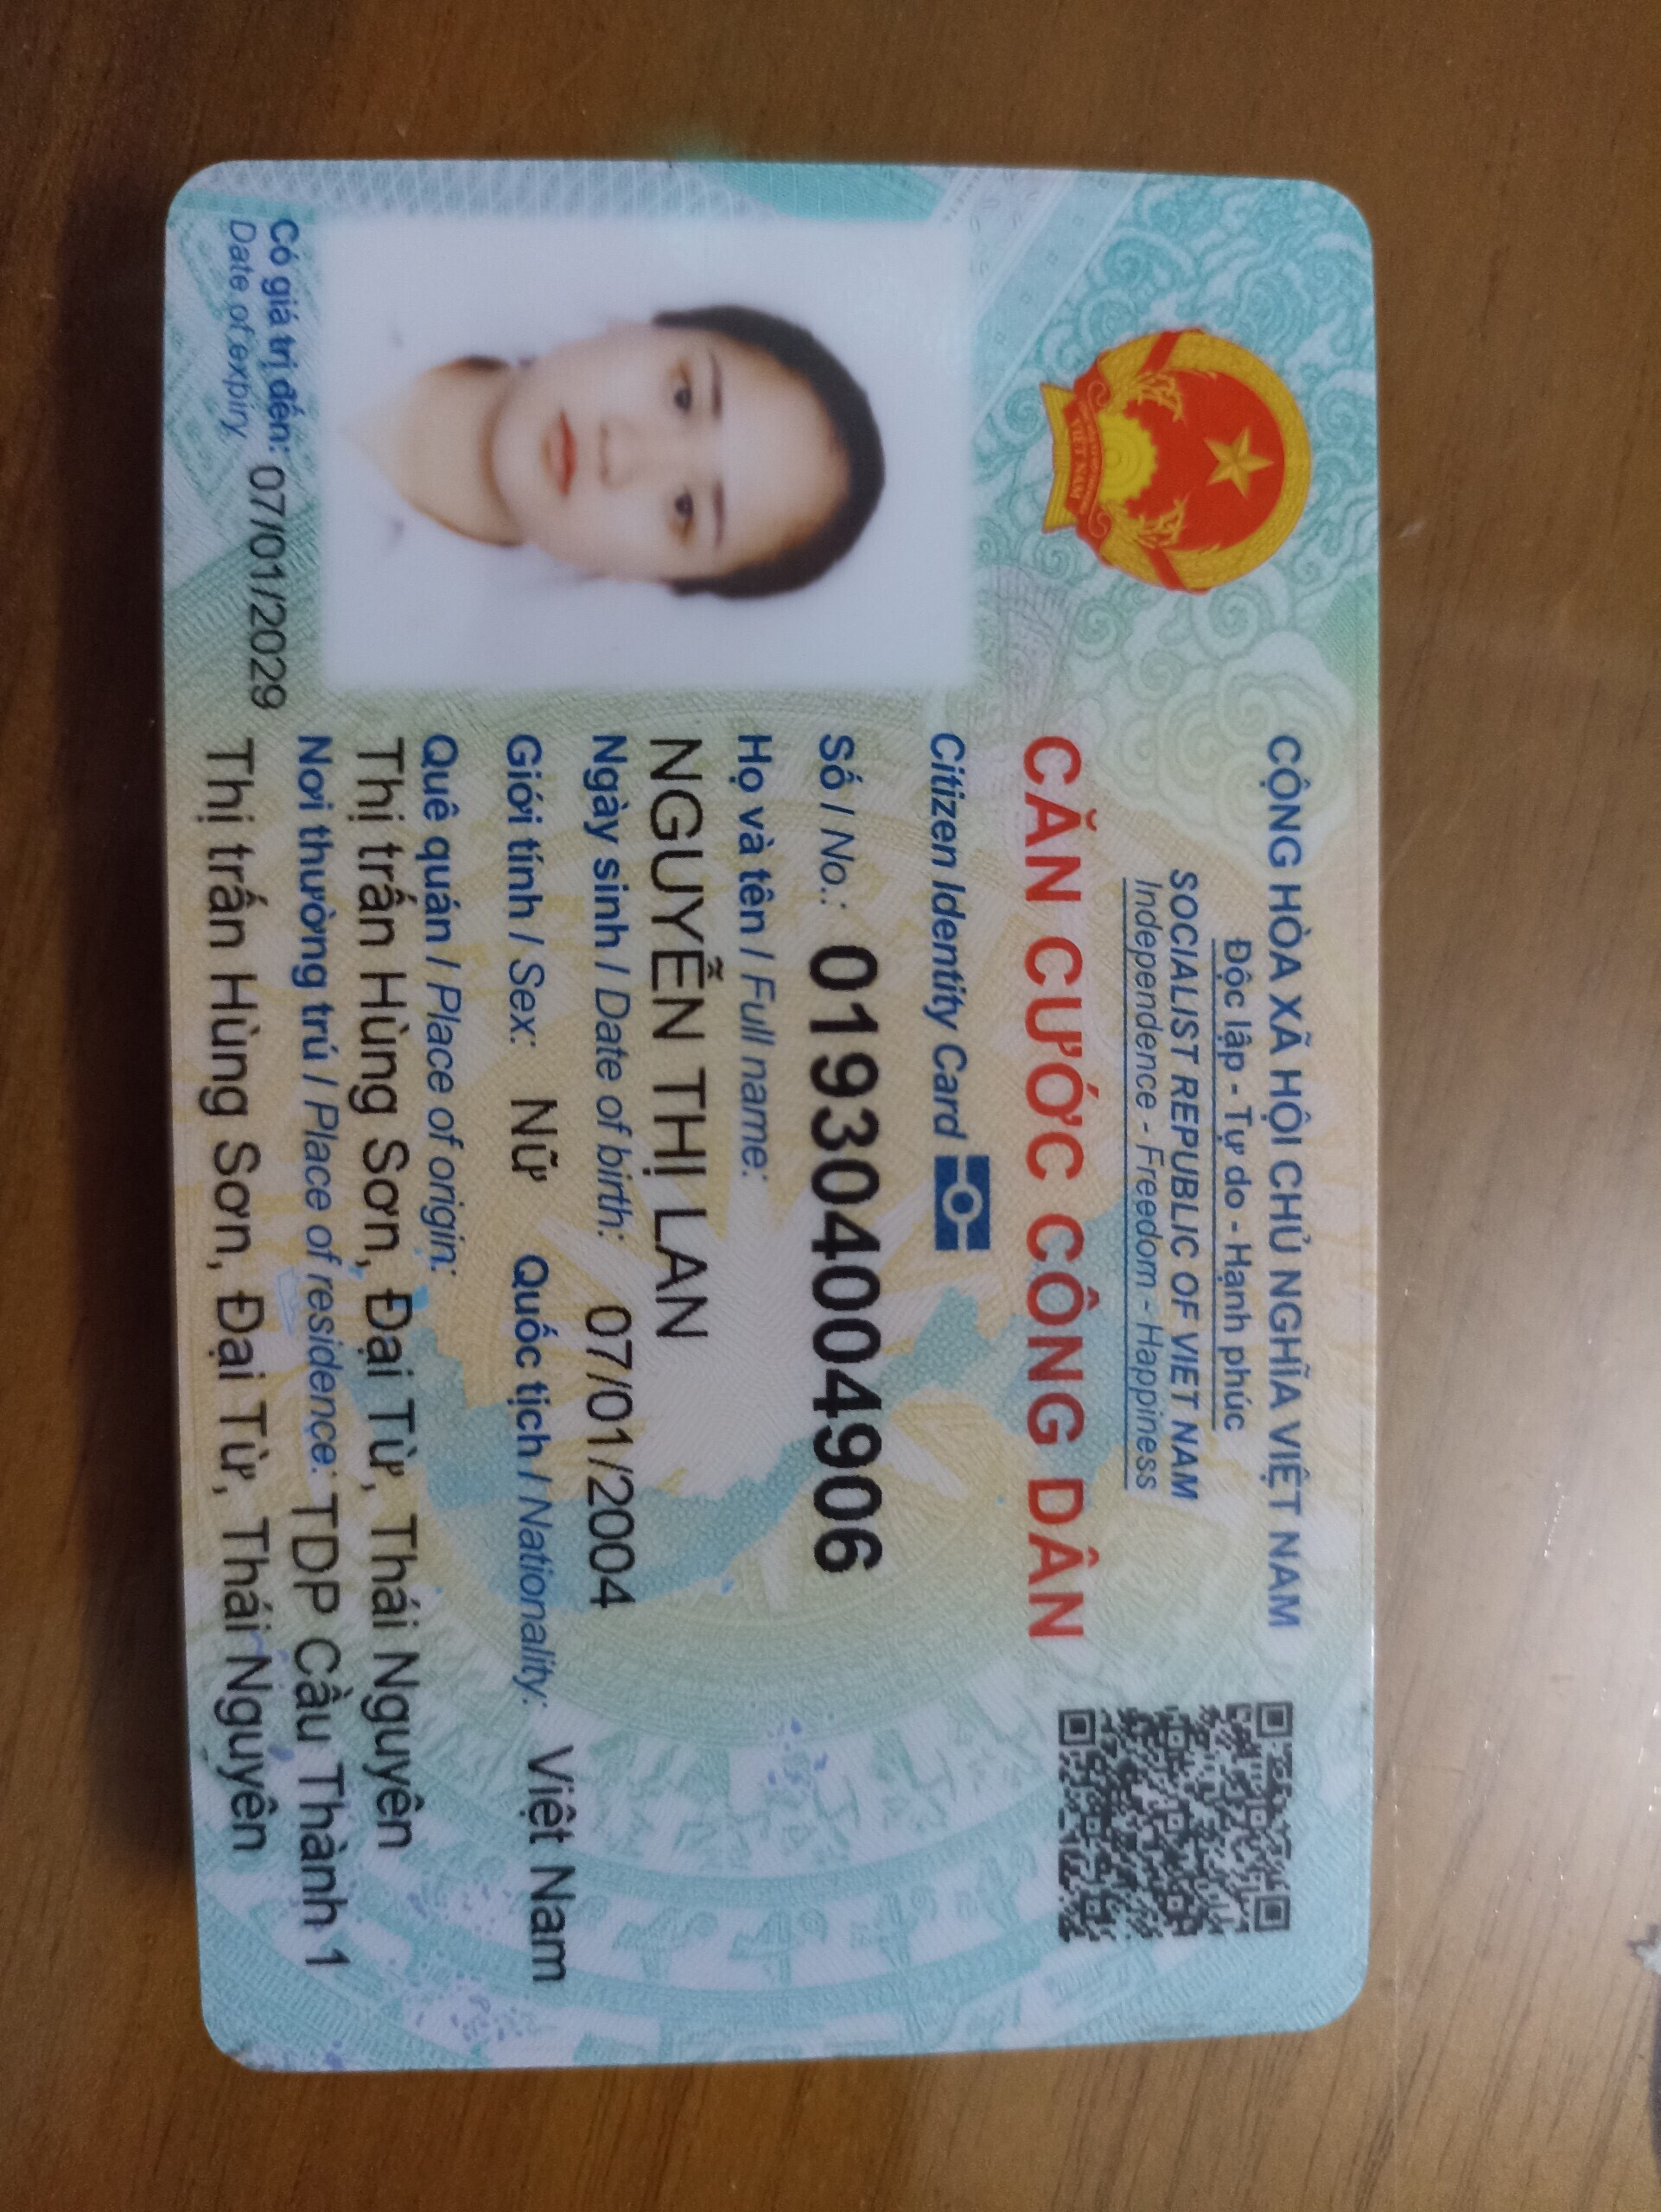 CỘNG HÒA XÃ HỘI CHỦ NGHĨA VIỆT NAM
Độc lập - Tự do - Hạnh phúc
SOCIALIST REPUBLIC OF VIET NAM
Independence - Freedom - Happiness
CĂN CƯỚC CÔNG DÂN
Citizen Identity Card
Số / No.: 019304004906
Họ và tên / Full name:
NGUYỄN THỊ LAN
Ngày sinh / Date of birth: 07/01/2004
Giới tính / Sex: Nữ Quốc tịch / Nationality: Việt Nam
Quê quán / Place of origin:
Thị trấn Hùng Sơn, Đại Từ, Thái Nguyên
Nơi thường trú / Place of residence: TDP Cầu Thành 1
Thị trấn Hùng Sơn, Đại Từ, Thái Nguyên
Có giá trị đến: 07/01/2029
Date of expiry
VIỆT NAM